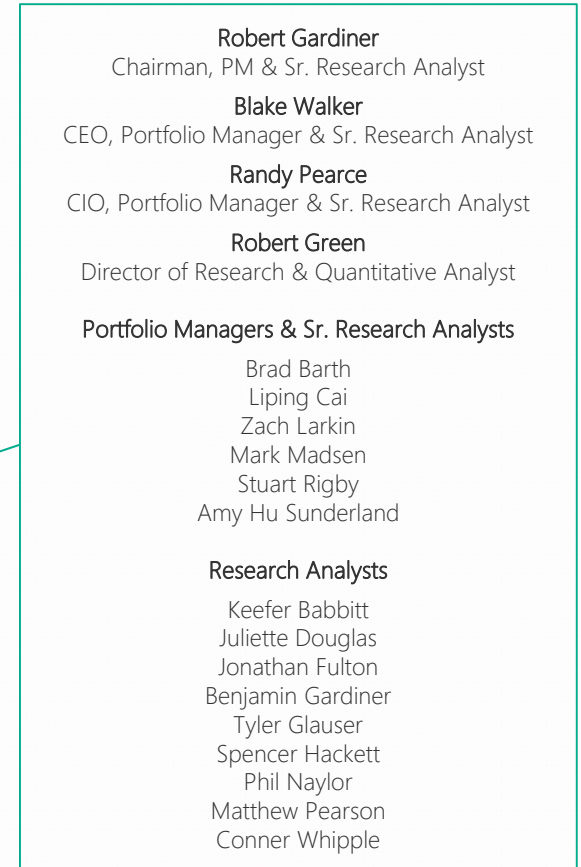 Robert Gardiner
Chairman, PM & Sr. Research Analyst
Blake Walker
CEO, Portfolio Manager & Sr. Research Analyst
Randy Pearce
CIO, Portfolio Manager & Sr. Research Analyst
Robert Green
Director of Research & Quantitative Analyst
Portfolio Managers & Sr. Research Analysts
Brad Barth
Liping Cai
Zach Larkin
Mark Madsen
Stuart Rigby
Amy Hu Sunderland
Research Analysts
Keefer Babbitt
Juliette Douglas
Jonathan Fulton
Benjamin Gardiner
Tyler Glauser
Spencer Hackett
Phil Naylor
Matthew Pearson
Conner Whipple